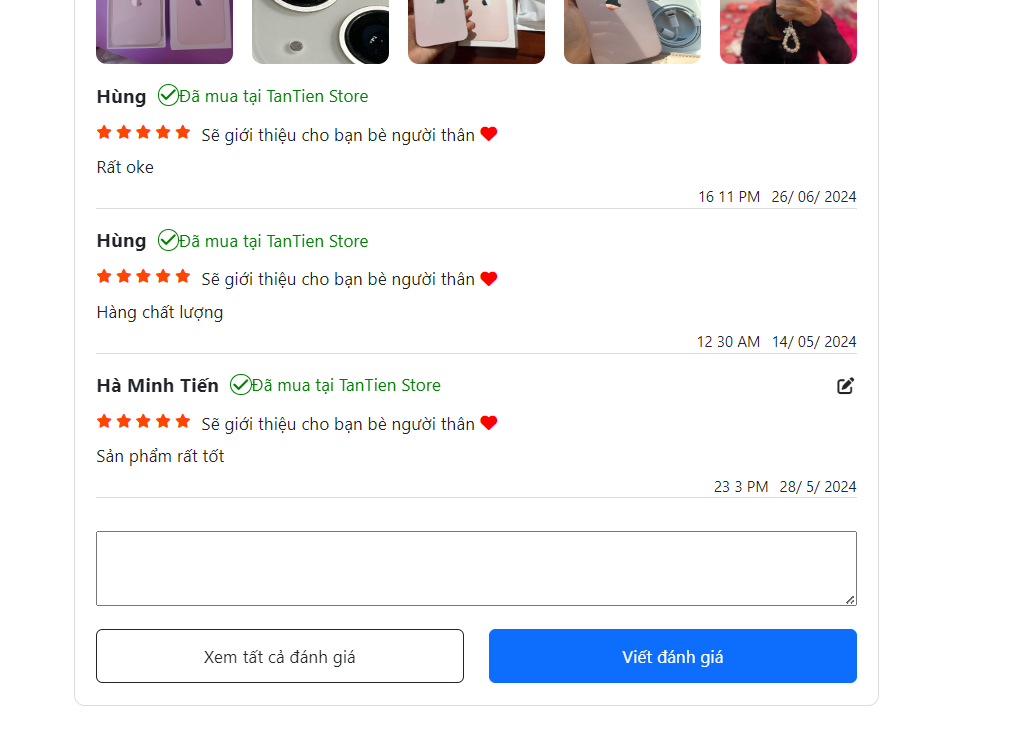 Hùng Đã mua tại TanTien Store
Sẽ giới thiệu cho bạn bè người thân
Rất oke
16 11 PM 26/ 06/ 2024
Hùng Đã mua tại TanTien Store
Sẽ giới thiệu cho bạn bè người thân
Hàng chất lượng
12 30 AM 14/ 05/ 2024
Hà Minh Tiến Đã mua tại TanTien Store
Sẽ giới thiệu cho bạn bè người thân
Sản phẩm rất tốt
23 3 PM 28/ 5/ 2024
Xem tất cả đánh giá
Viết đánh giá